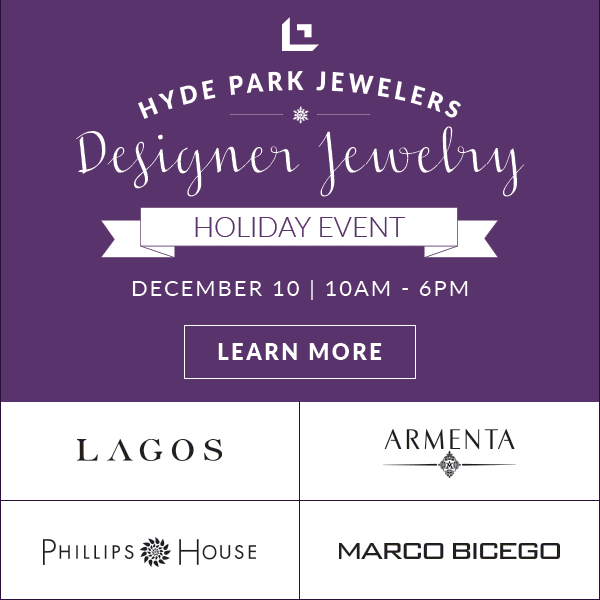 HYDE PARK JEWELERS
Designer Jewelry
HOLIDAY EVENT
DECEMBER 10 | 10AM - 6PM
LEARN MORE
LAGOS
ARMENTA
PHILLIPS HOUSE
MARCO BICEGO